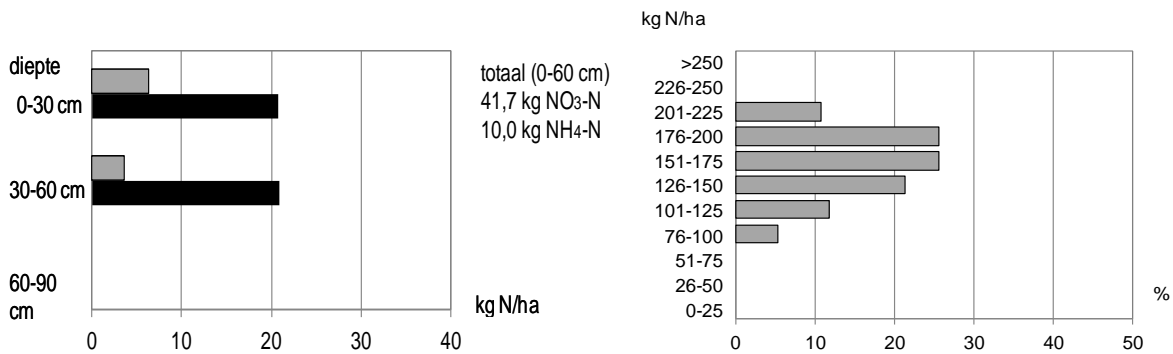 diepte
0-30 cm
30-60 cm
60-90
cm
0 10 20 30 40
kg N/ha
totaal (0-60 cm)
41,7 kg NO3-N
10,0 kg NH4-N
kg N/ha
>250
226-250
201-225
176-200
151-175
126-150
101-125
76-100
51-75
26-50
0-25
0 10 20 30 40 50
%